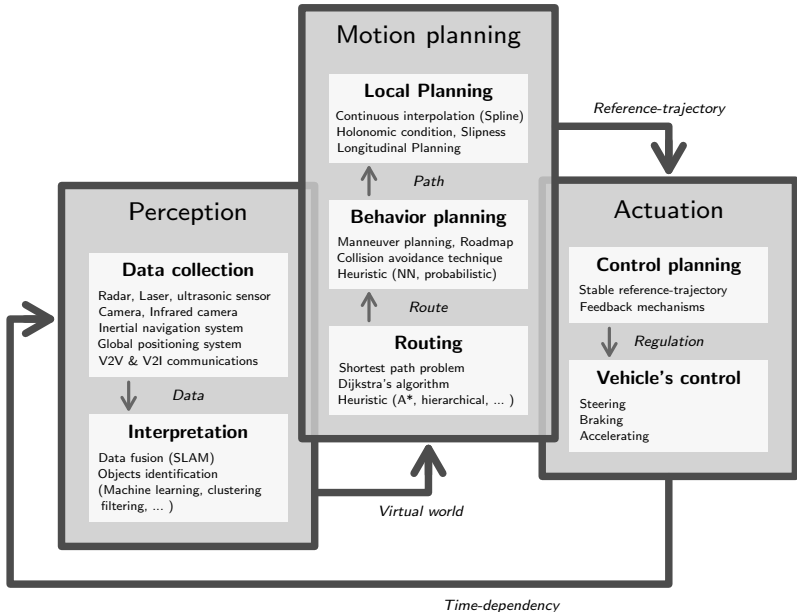 Motion planning
Local Planning
Continuous interpolation (Spline)
Holonomic condition, Slipness
Longitudinal Planning
Path
Behavior planning
Maneuver planning, Roadmap
Collision avoidance technique
Heuristic (NN, probabilistic)
Route
Routing
Shortest path problem
Dijkstra's algorithm
Heuristic (A*, hierarchical, ... )
Reference-trajectory
Perception
Data collection
Radar, Laser, ultrasonic sensor
Camera, Infrared camera
Inertial navigation system
Global positioning system
V2V & V2I communications
Data
Interpretation
Data fusion (SLAM)
Objects identification
(Machine learning, clustering
filtering, ... )
Virtual world
Actuation
Control planning
Stable reference-trajectory
Feedback mechanisms
Regulation
Vehicle's control
Steering
Braking
Accelerating
Time-dependency